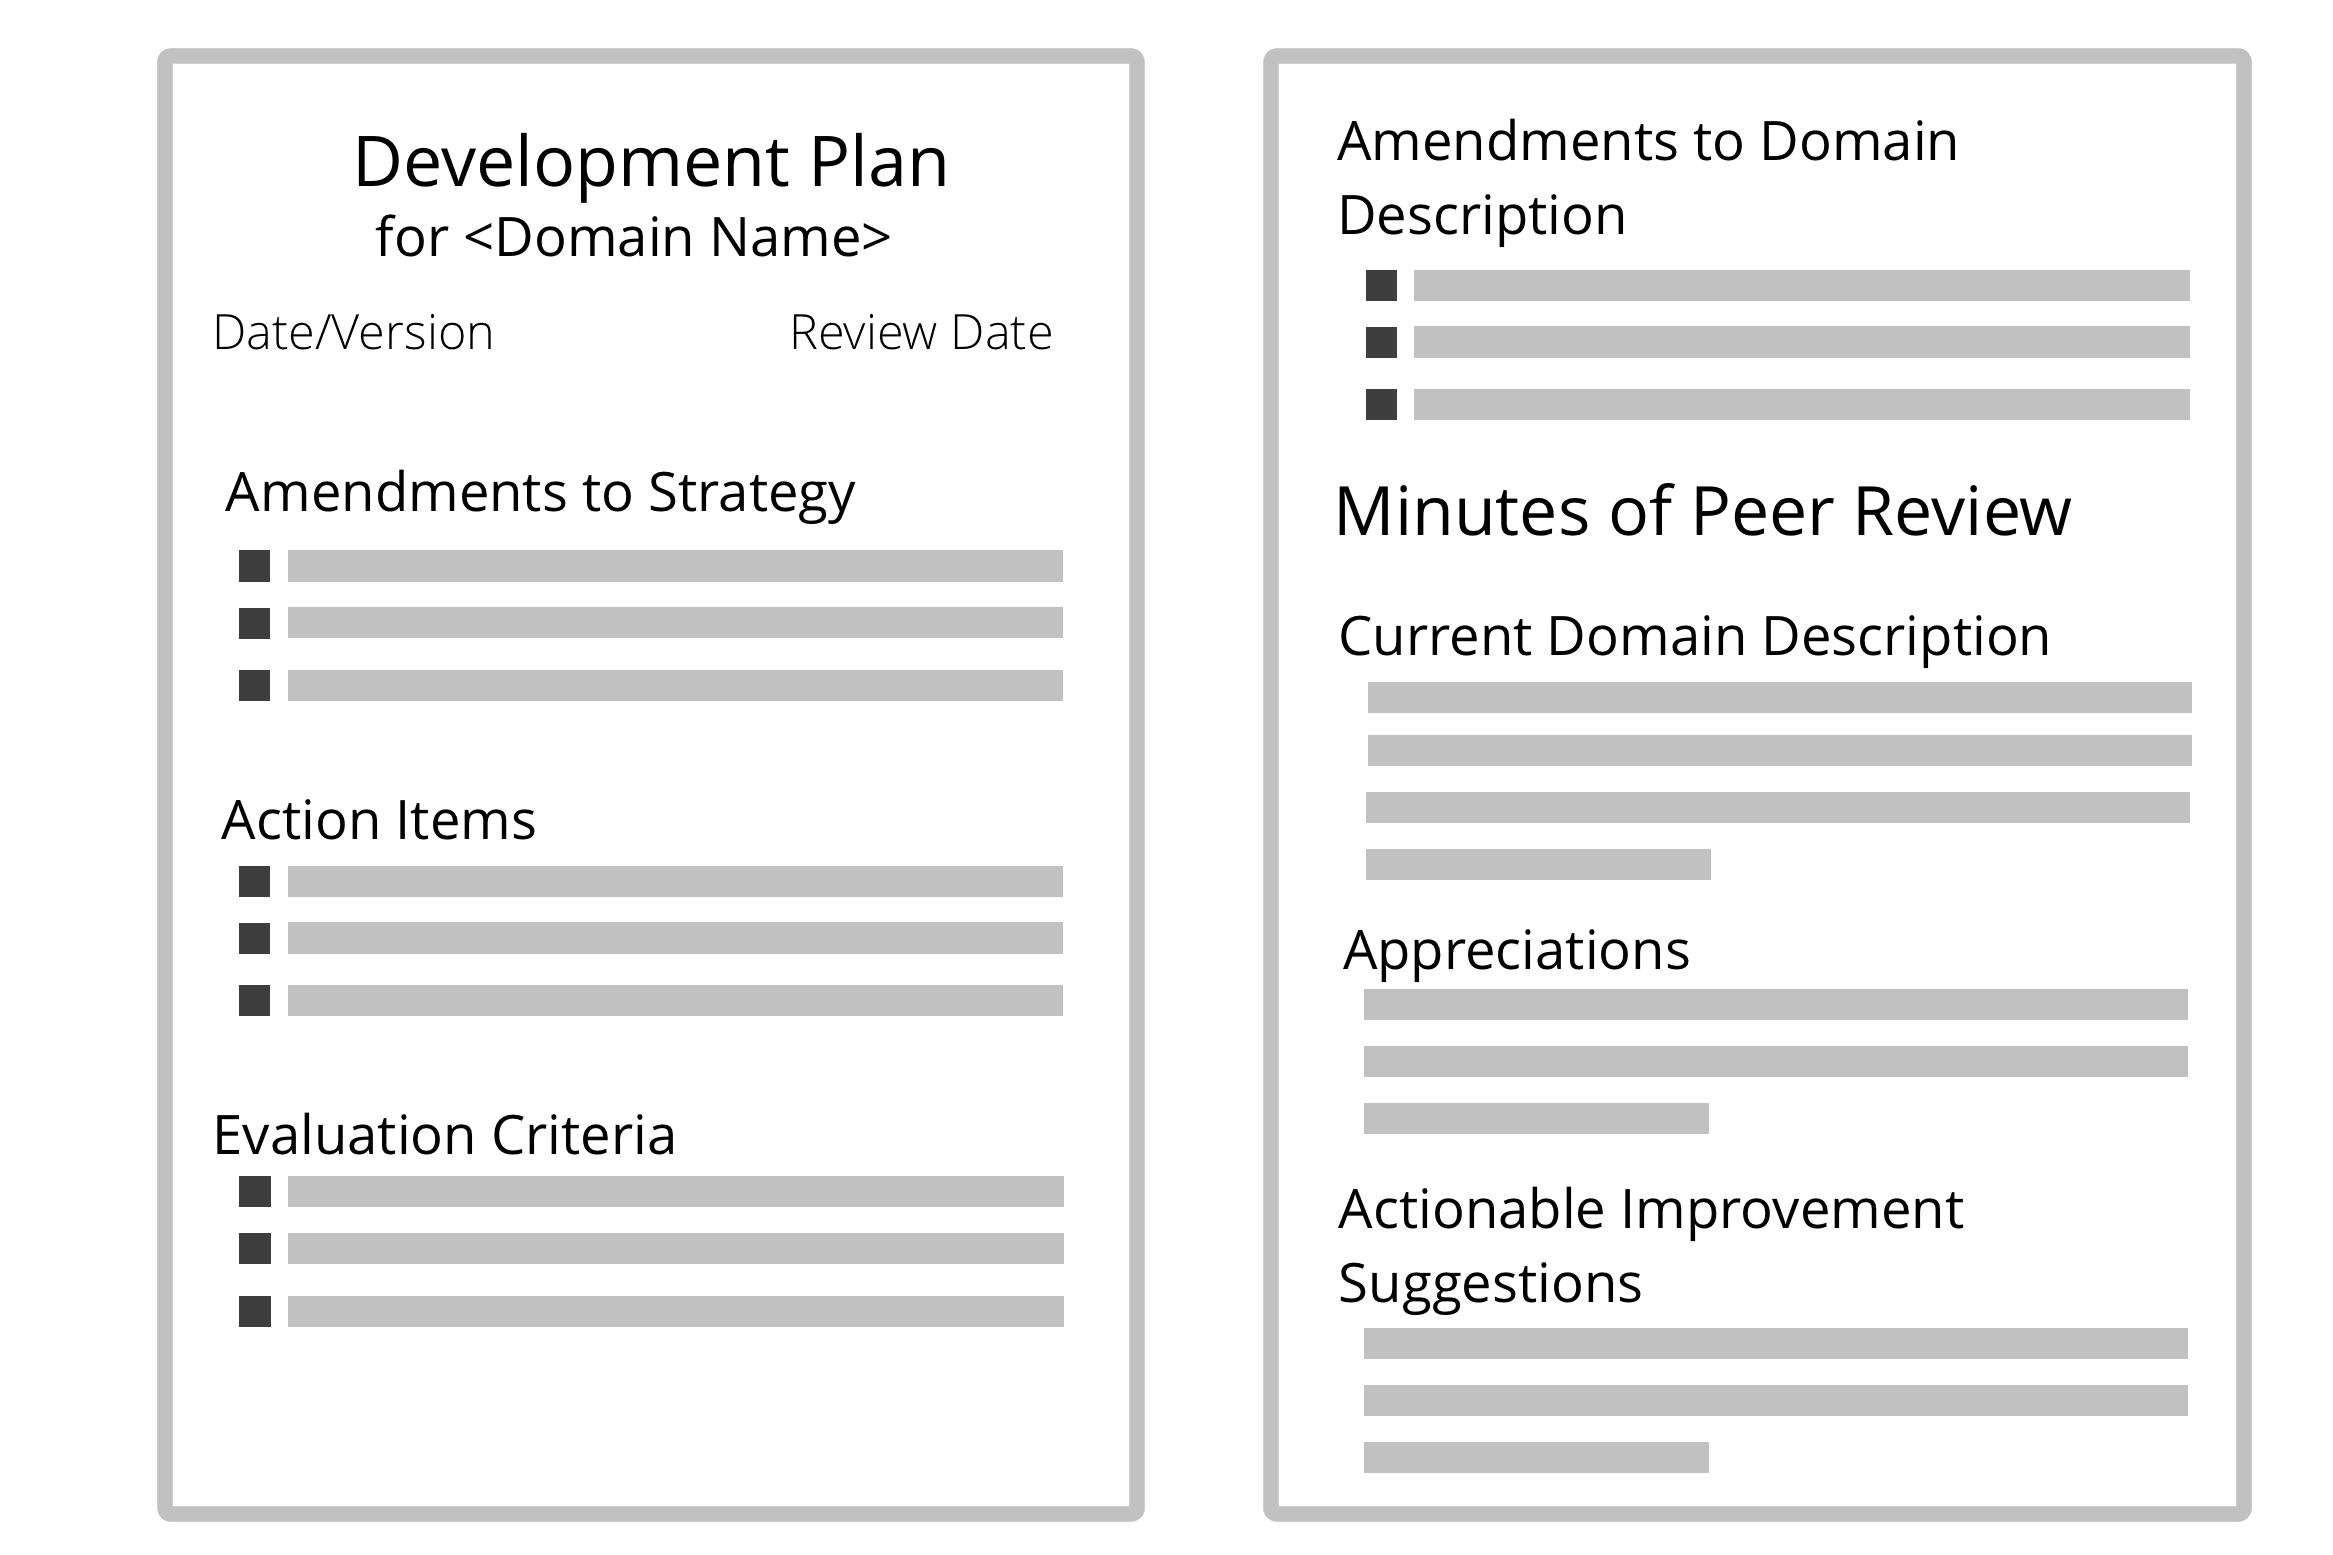 Development Plan
for <Domain Name>
Date/Version
Review Date
Amendments to Strategy
Action Items
Evaluation Criteria
Amendments to Domain
Description
Minutes of Peer Review
Current Domain Description
Appreciations
Actionable Improvement
Suggestions